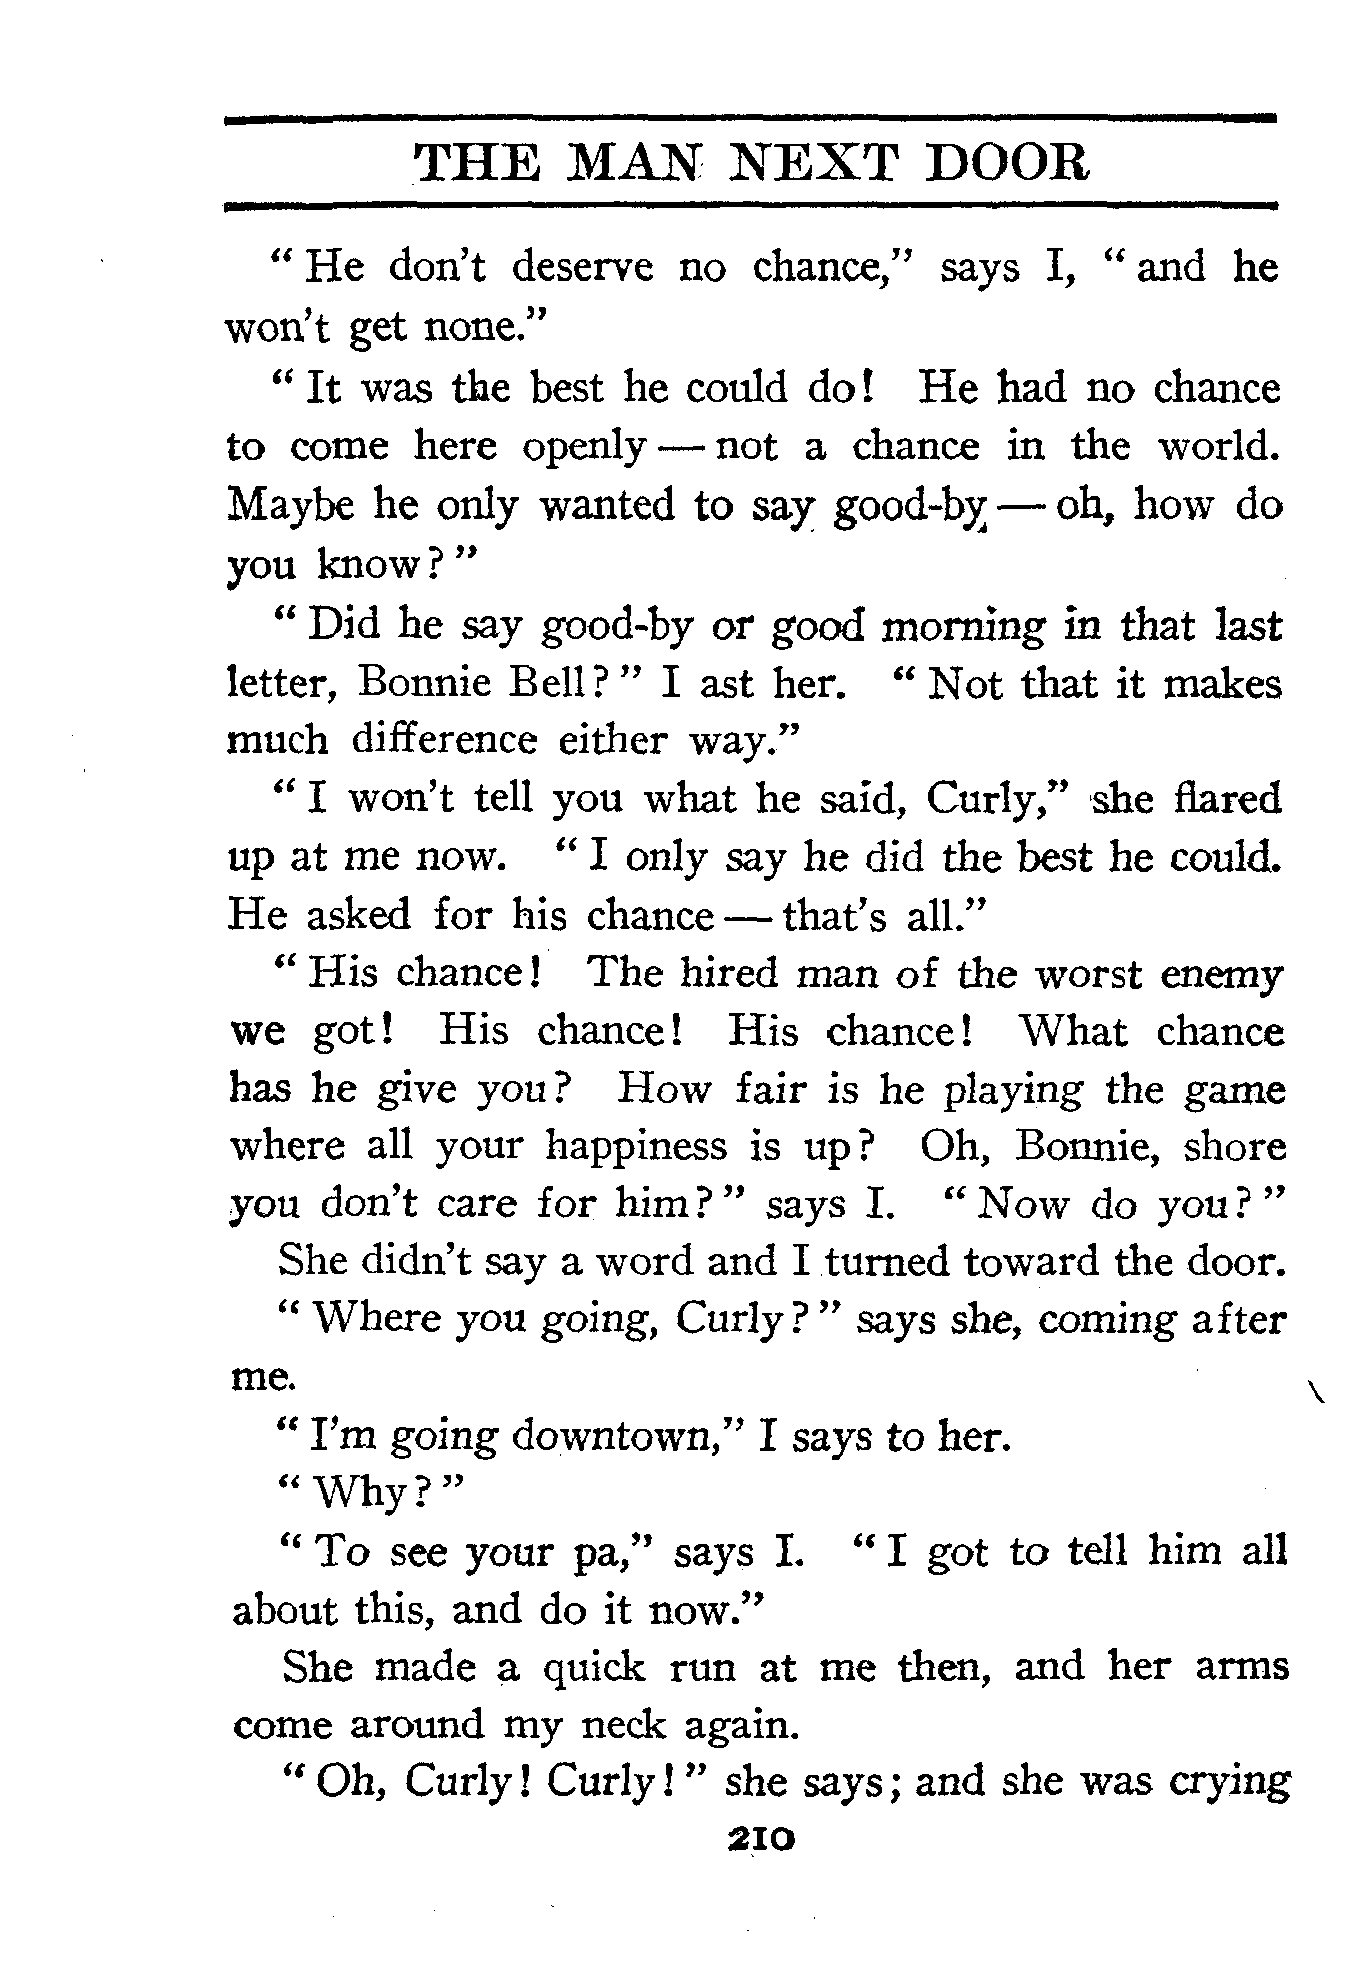 THE MAN NEXT DOOR
“ He don't deserve no chance,” says I, “ and he
won't get none.”
“ It was the best he could do! He had no chance
to come here openly — not a chance in the world.
Maybe he only wanted to say good-by — oh, how do
you know? ”
“ Did he say good-by or good morning in that last
letter, Bonnie Bell? ” I ast her. “ Not that it makes
much difference either way.”
“ I won't tell you what he said, Curly,” she flared
up at me now. “ I only say he did the best he could.
He asked for his chance — that's all.”
“ His chance! The hired man of the worst enemy
we got! His chance! His chance! What chance
has he give you? How fair is he playing the game
where all your happiness is up? Oh, Bonnie, shore
you don't care for him? ” says I. “ Now do you? ”
She didn't say a word and I turned toward the door.
“ Where you going, Curly? ” says she, coming after
me.
“ I'm going downtown,” I says to her.
“ Why? ”
“ To see your pa,” says I. “ I got to tell him all
about this, and do it now.”
She made a quick run at me then, and her arms
come around my neck again.
“ Oh, Curly! Curly! ” she says; and she was crying
210